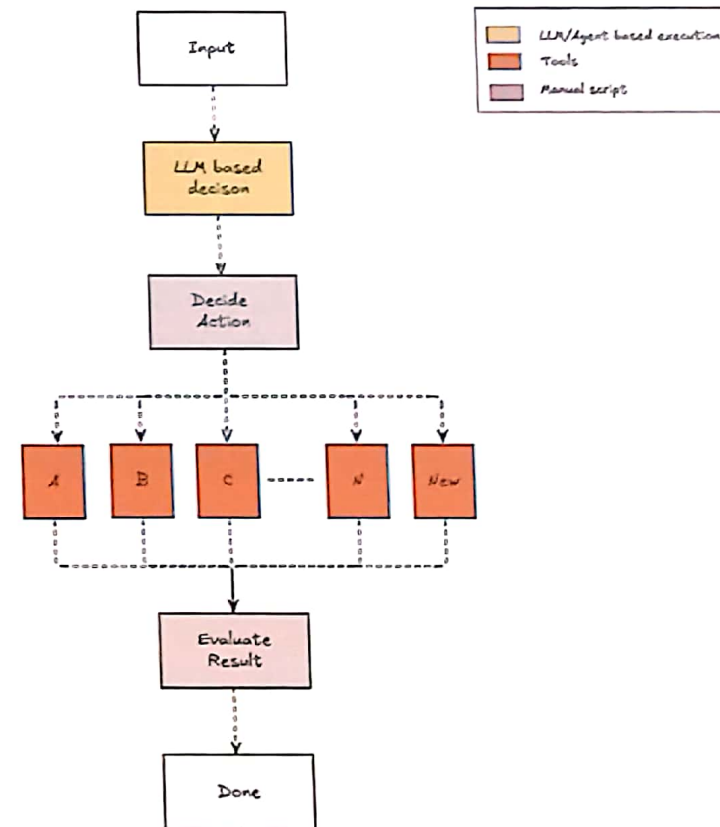 Input
LLM/Agent based execution
Tools
Manual script
LLM based
decison
Decide
Action
A
B
C
N
New
Evaluate
Result
Done